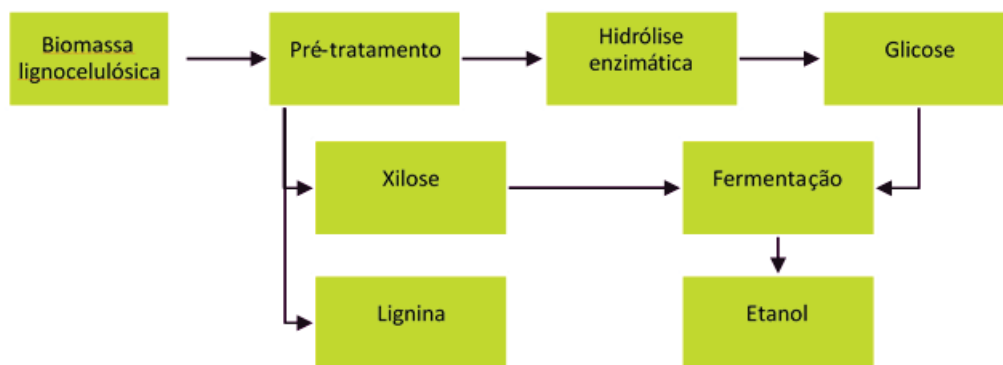 Biomassa
lignocelulósica
Pré-tratamento
Hidrólise
enzimática
Glicose
Xilose
Fermentação
Lignina
Etanol